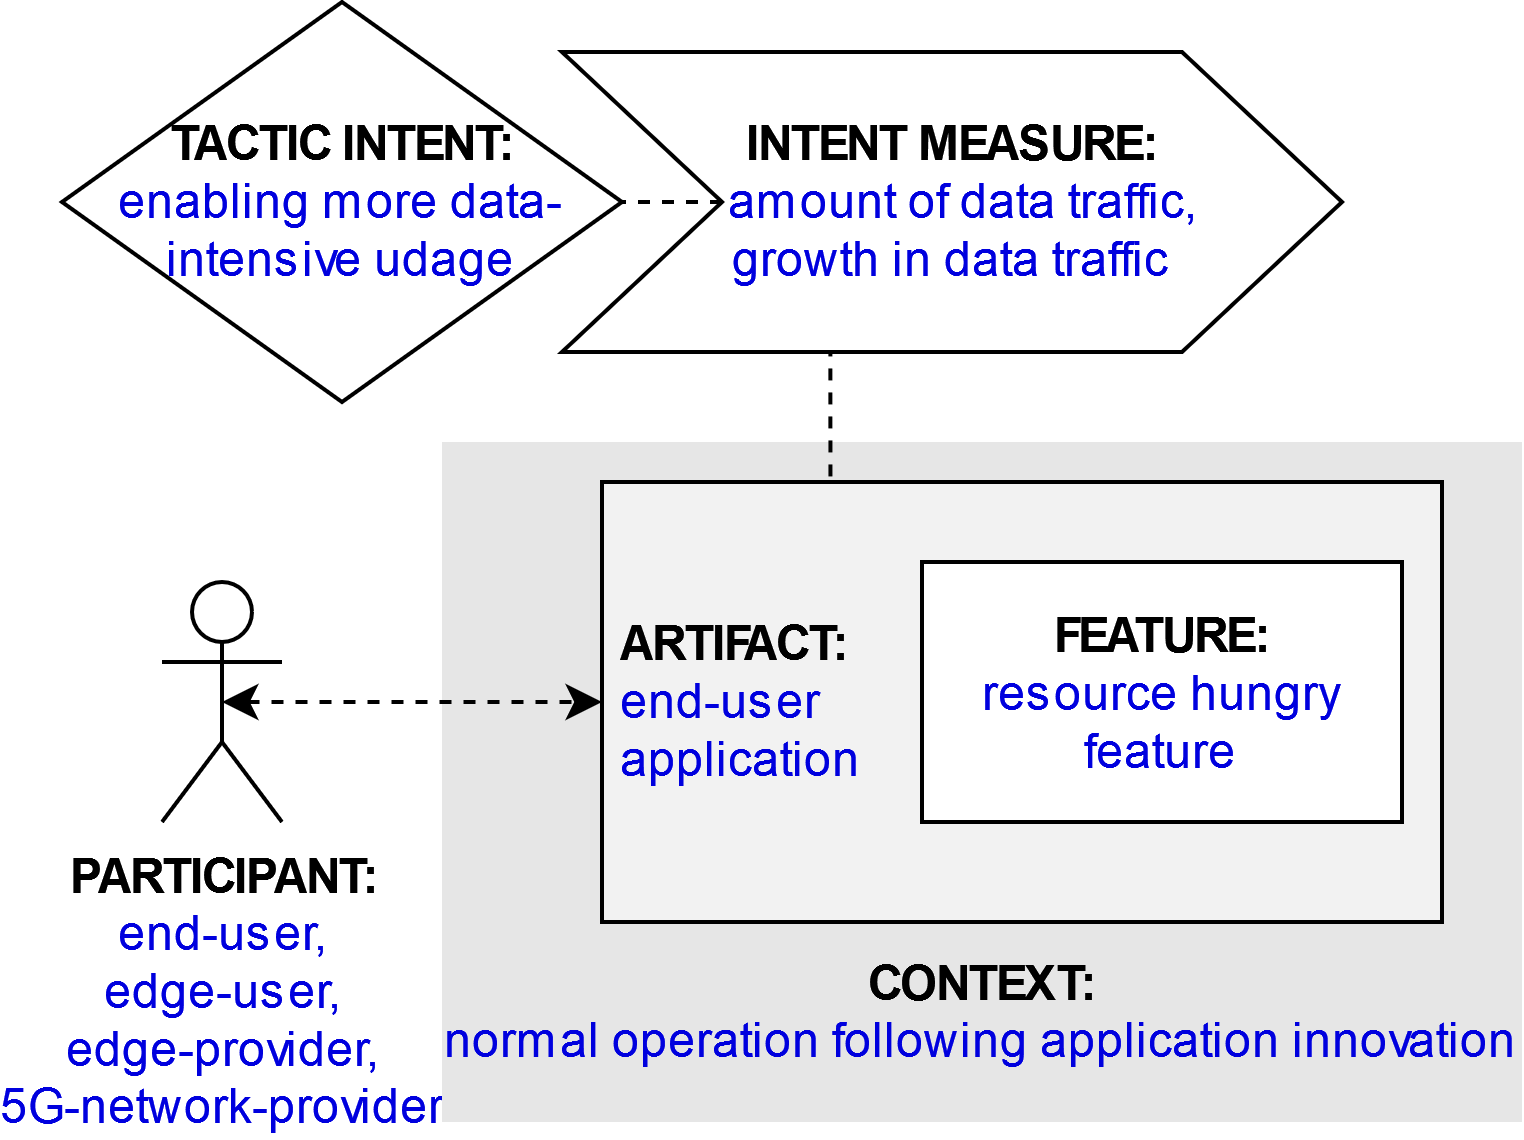 TACTIC INTENT:
enabling more data-
intensive udage
INTENT MEASURE:
amount of data traffic,
growth in data traffic
ARTIFACT:
end-user
application
FEATURE:
resource hungry
feature
PARTICIPANT:
end-user,
edge-user,
edge-provider,
5G-network-provider
CONTEXT:
normal operation following application innovation